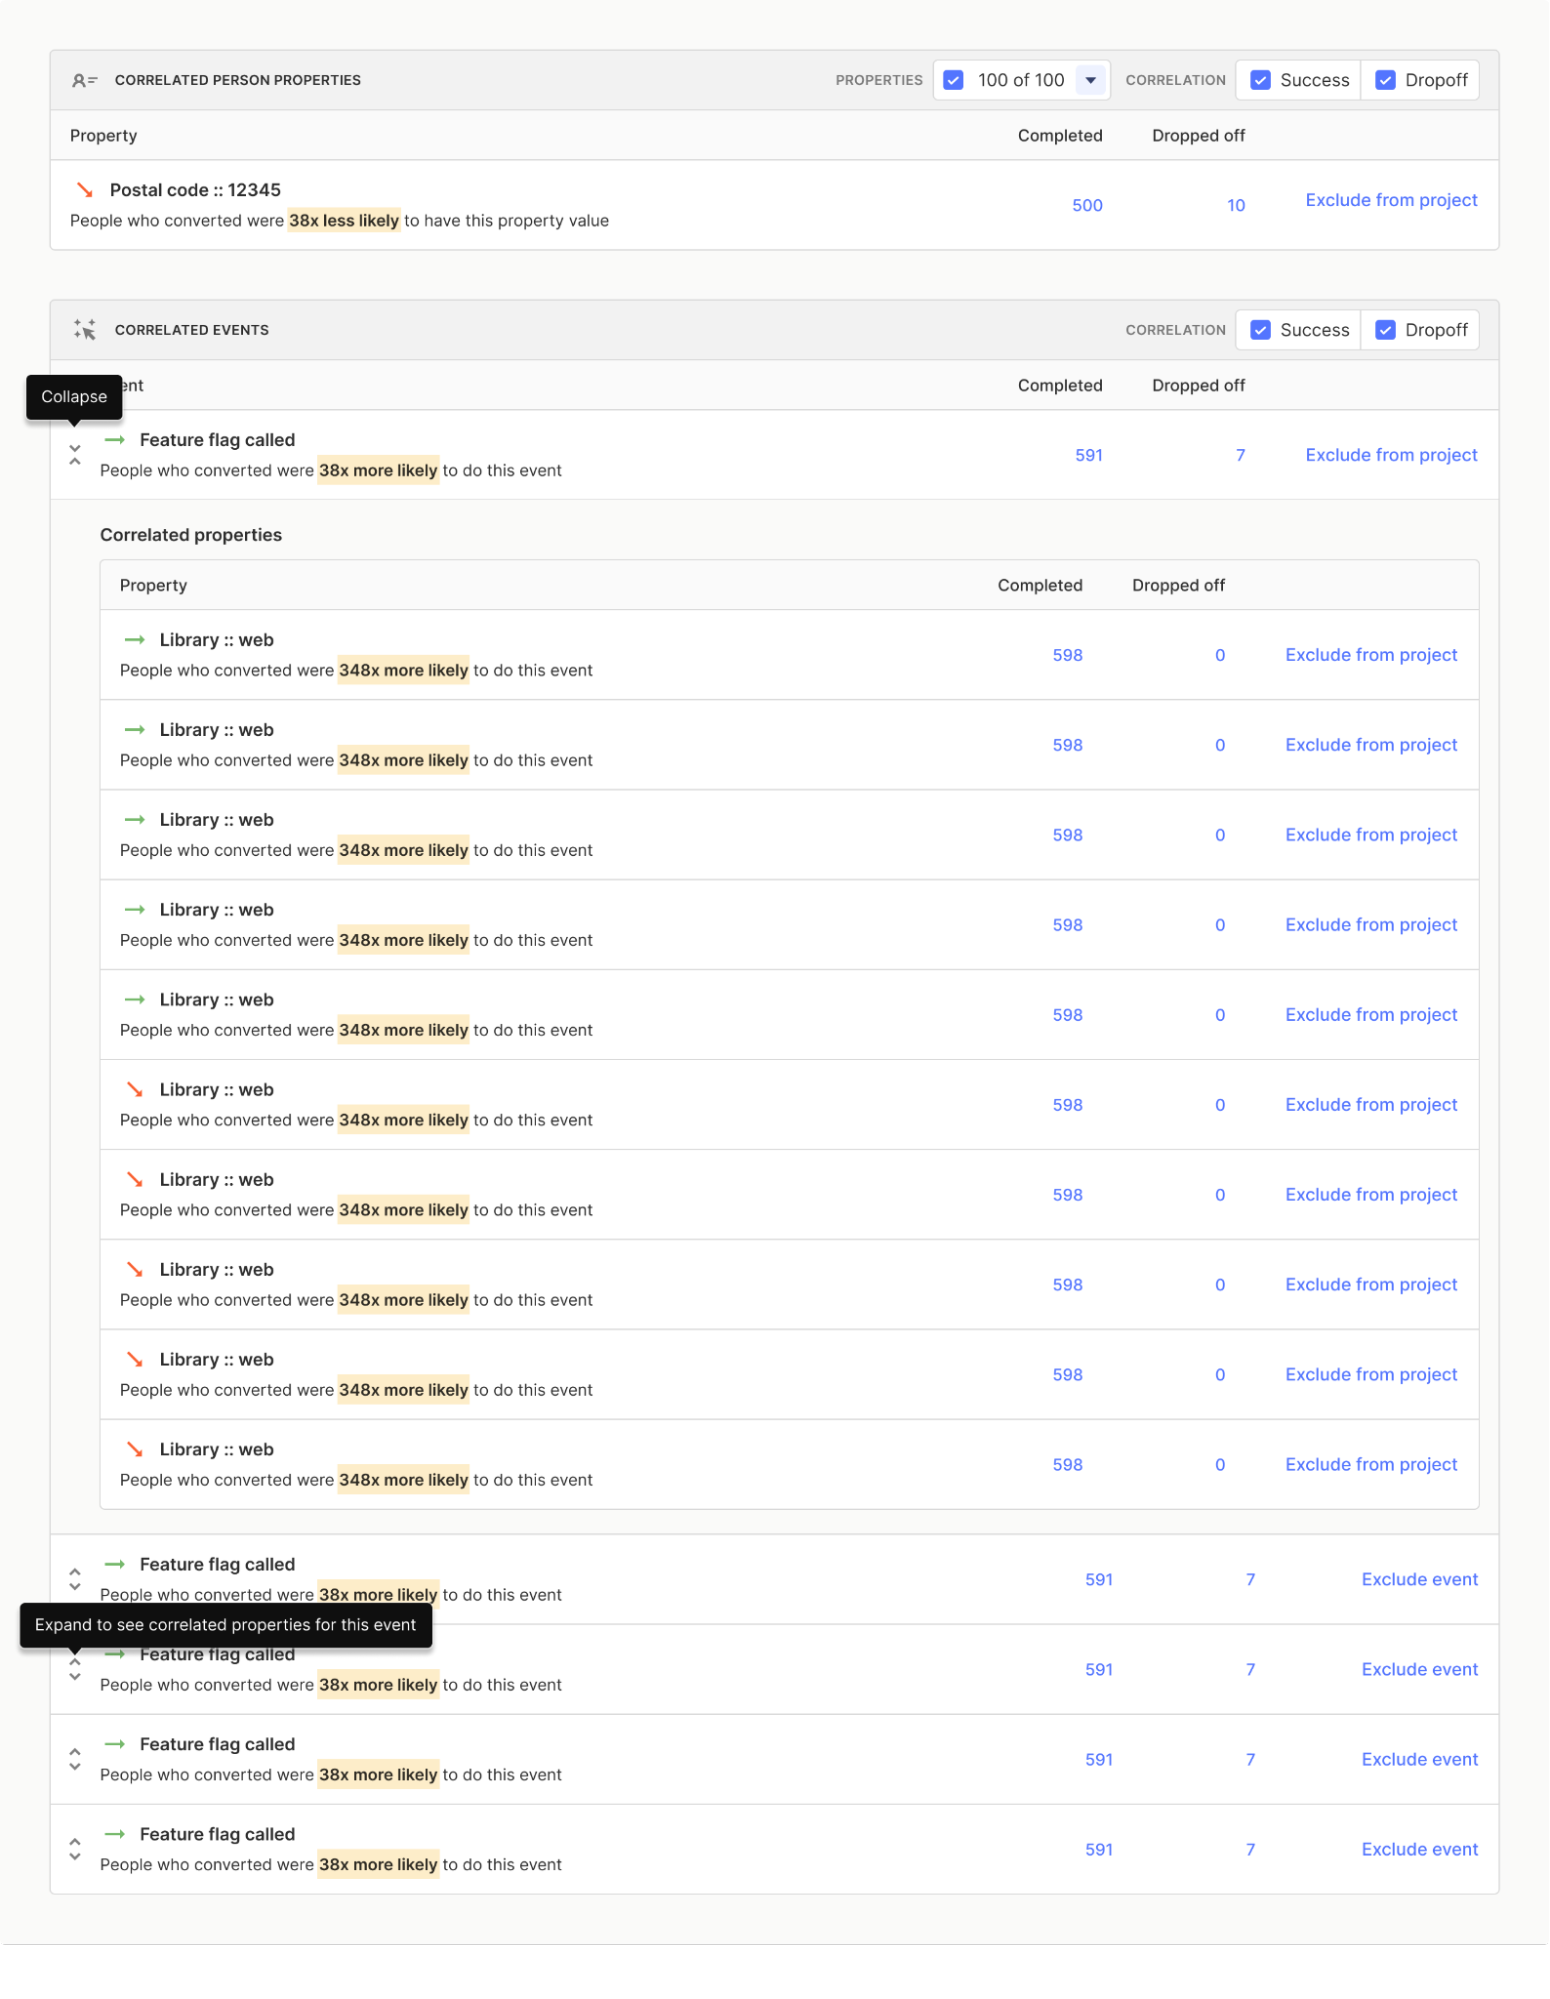 CORRELATED PERSON PROPERTIES PROPERTIES 100 of 100 CORRELATION Success Dropoff
Property Completed Dropped off
Postal code :: 12345
People who converted were 38x less likely to have this property value
500 10 Exclude from project
CORRELATED EVENTS CORRELATION Success Dropoff
Collapse
ent Completed Dropped off
Feature flag called
People who converted were 38x more likely to do this event
591 7 Exclude from project
Correlated properties
Property Completed Dropped off
Library :: web
People who converted were 348x more likely to do this event
598 0 Exclude from project
Library :: web
People who converted were 348x more likely to do this event
598 0 Exclude from project
Library :: web
People who converted were 348x more likely to do this event
598 0 Exclude from project
Library :: web
People who converted were 348x more likely to do this event
598 0 Exclude from project
Library :: web
People who converted were 348x more likely to do this event
598 0 Exclude from project
Library :: web
People who converted were 348x more likely to do this event
598 0 Exclude from project
Library :: web
People who converted were 348x more likely to do this event
598 0 Exclude from project
Library :: web
People who converted were 348x more likely to do this event
598 0 Exclude from project
Library :: web
People who converted were 348x more likely to do this event
598 0 Exclude from project
Library :: web
People who converted were 348x more likely to do this event
598 0 Exclude from project
Feature flag called
People who converted were 38x more likely to do this event
591 7 Exclude event
Expand to see correlated properties for this event
Feature flag called
People who converted were 38x more likely to do this event
591 7 Exclude event
Feature flag called
People who converted were 38x more likely to do this event
591 7 Exclude event
Feature flag called
People who converted were 38x more likely to do this event
591 7 Exclude event